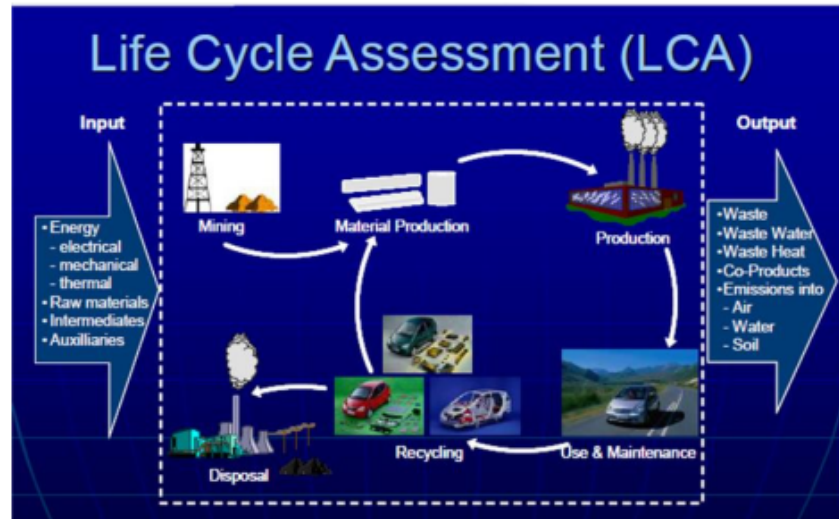 Life Cycle Assessment (LCA)
Input
•Energy
- electrical
- mechanical
- thermal
•Raw materials
•Intermediates
•Auxilliaries
Mining
Material Production
Production
Disposal
Recycling
Use & Maintenance
Output
•Waste
•Waste Water
•Waste Heat
•Co-Products
•Emissions into
- Air
- Water
- Soil